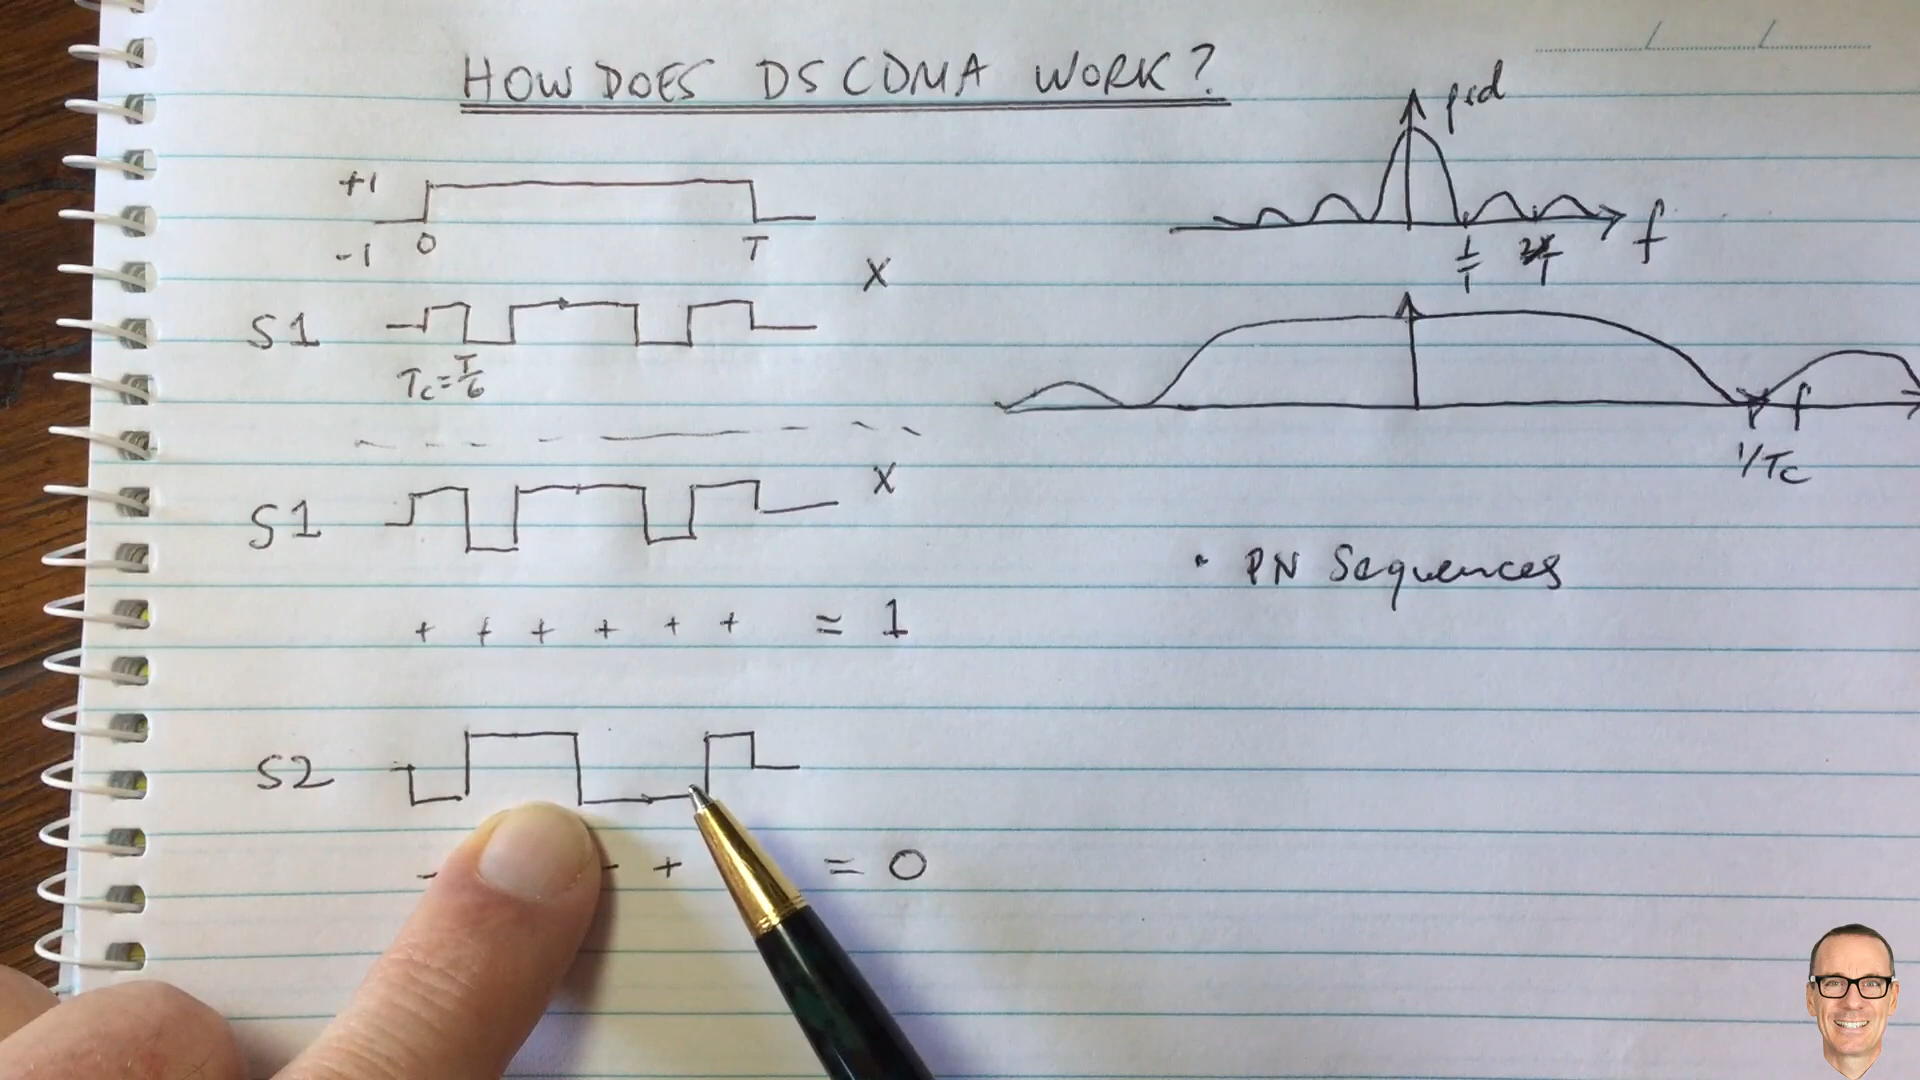 HOW DOES DS CDMA WORK?
psd
+1
-1 0 T
X
f
1/T 2/T
S1
Tc = T/6
f
1/Tc
X
S1
• PN Sequences
+ + + + + + = 1
S2
- + = 0